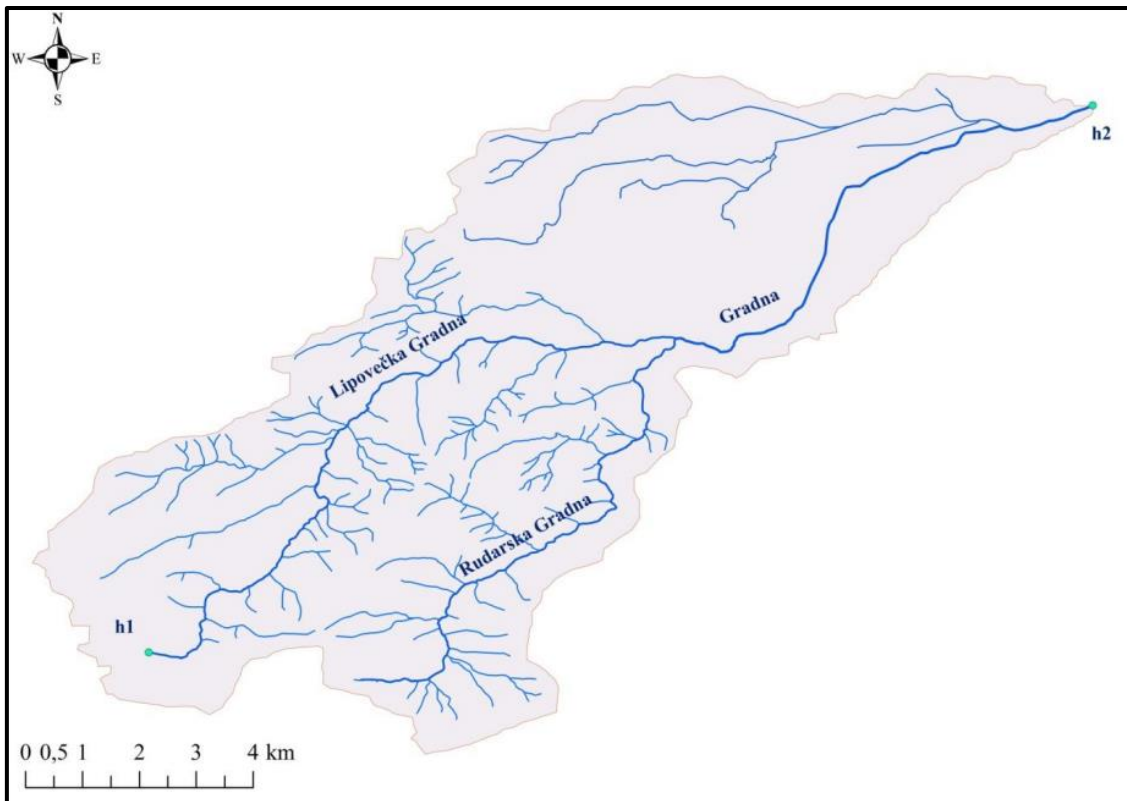 N
W E
S
h2
Gradna
Lipovečka Gradna
Rudarska Gradna
h1
0 0,5 1 2 3 4 km